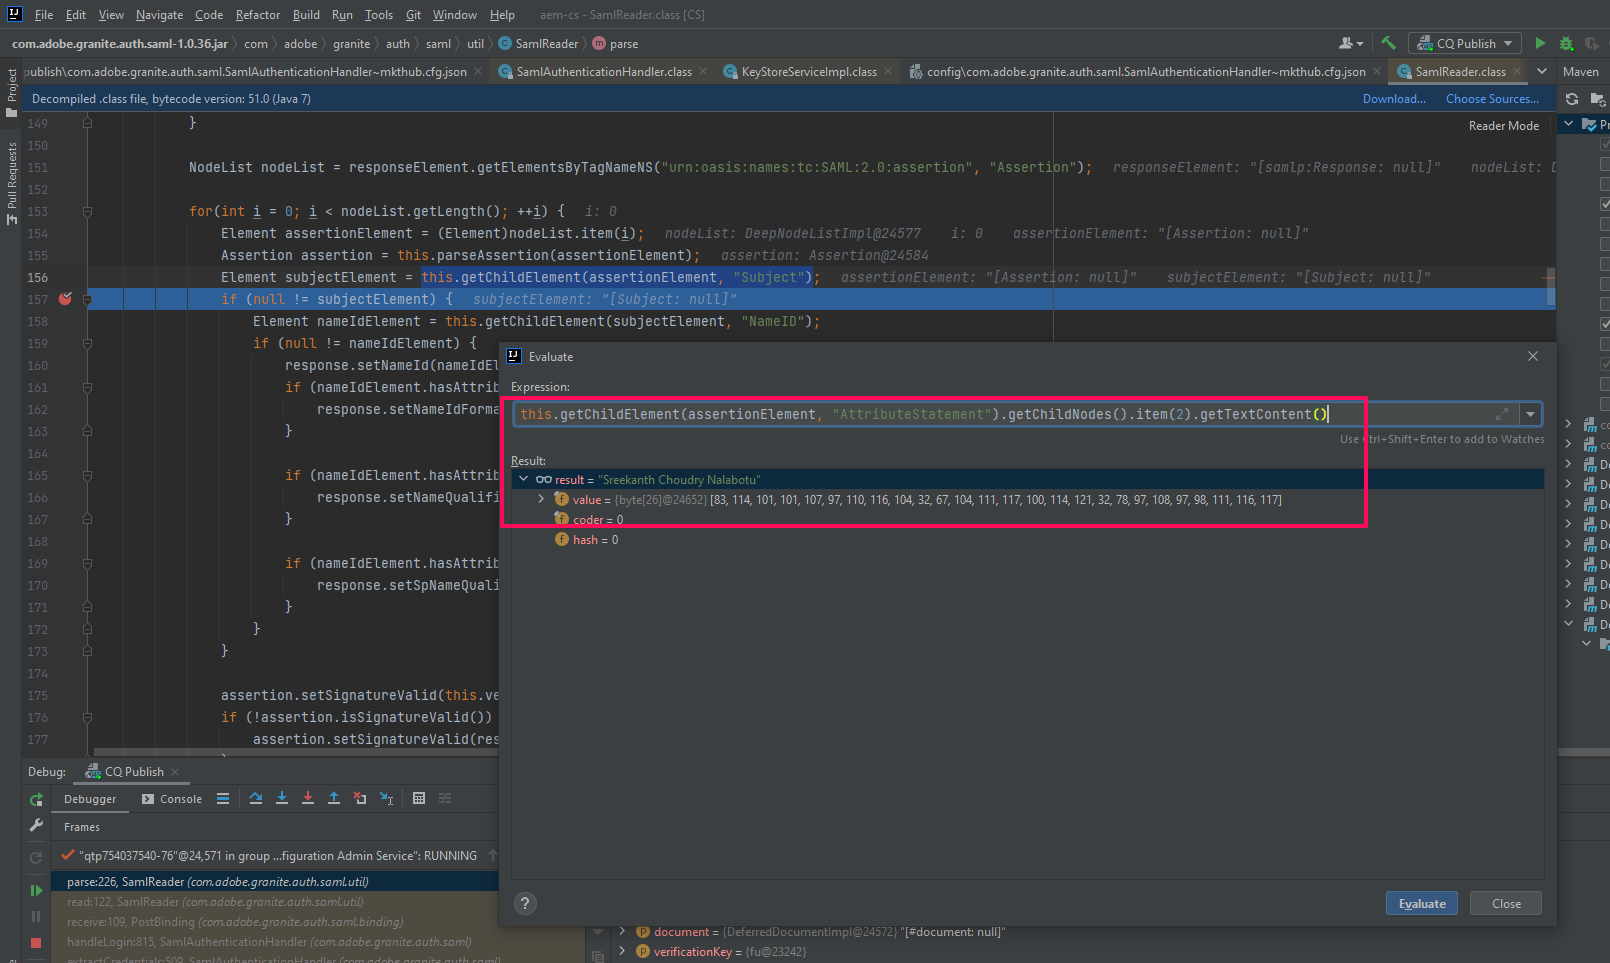 File Edit View Navigate Code Refactor Build Run Tools Git Window Help aem-cs - SamlReader.class [CS]
com.adobe.granite.auth.saml-1.0.36.jar com adobe granite auth saml util SamlReader parse CQ Publish
publish\com.adobe.granite.auth.saml.SamlAuthenticationHandler~mkthub.cfg.json SamlAuthenticationHandler.class KeyStoreServiceImpl.class config\com.adobe.granite.auth.saml.SamlAuthenticationHandler~mkthub.cfg.json SamlReader.class Maven
Project
Pull Requests
Decompiled .class file, bytecode version: 51.0 (Java 7) Download... Choose Sources...
Reader Mode
149 }
150
151 NodeList nodeList = responseElement.getElementsByTagNameNS("urn:oasis:names:tc:SAML:2.0:assertion", "Assertion"); responseElement: "[samlp:Response: null]" nodeList: D
152
153 for(int i = 0; i < nodeList.getLength(); ++i) { i: 0
154 Element assertionElement = (Element)nodeList.item(i); nodeList: DeepNodeListImpl@24577 i: 0 assertionElement: "[Assertion: null]"
155 Assertion assertion = this.parseAssertion(assertionElement); assertion: Assertion@24584
156 Element subjectElement = this.getChildElement(assertionElement, "Subject"); assertionElement: "[Assertion: null]" subjectElement: "[Subject: null]"
157 if (null != subjectElement) { subjectElement: "[Subject: null]"
158 Element nameIdElement = this.getChildElement(subjectElement, "NameID");
159 if (null != nameIdElement) {
160 response.setNameId(nameIdEl
161 if (nameIdElement.hasAttrib
162 response.setNameIdForma
163 }
164
165 if (nameIdElement.hasAttrib
166 response.setNameQualifi
167 }
168
169 if (nameIdElement.hasAttrib
170 response.setSpNameQuali
171 }
172 }
173 }
174
175 assertion.setSignatureValid(this.ve
176 if (!assertion.isSignatureValid())
177 assertion.setSignatureValid(res
Evaluate
Expression:
this.getChildElement(assertionElement, "AttributeStatement").getChildNodes().item(2).getTextContent()
Use Ctrl+Shift+Enter to add to Watches
Result:
result = "Sreekanth Choudry Nalabotu"
value = {byte[26]@24652} [83, 114, 101, 101, 107, 97, 110, 116, 104, 32, 67, 104, 111, 117, 100, 114, 121, 32, 78, 97, 108, 97, 98, 111, 116, 117]
coder = 0
hash = 0
Evaluate Close
Debug: CQ Publish
Debugger Console
Frames
"qtp754037540-76"@24,571 in group ...figuration Admin Service": RUNNING
parse:226, SamlReader (com.adobe.granite.auth.saml.util)
read:122, SamlReader (com.adobe.granite.auth.saml.util)
receive:109, PostBinding (com.adobe.granite.auth.saml.binding)
handleLogin:815, SamlAuthenticationHandler (com.adobe.granite.auth.saml)
extractCredentials:509, SamlAuthenticationHandler (com.adobe.granite.auth.saml)
document = {DeferredDocumentImpl@24572} "[#document: null]"
verificationKey = {fu@23242}